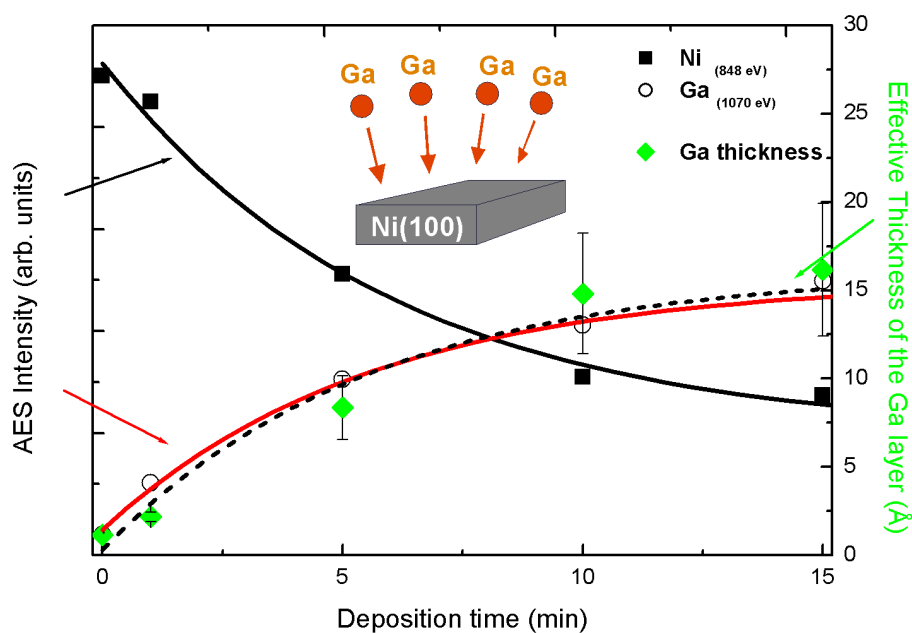 30
25
20
15
10
5
0
0
5
10
15
Ga
Ga
Ga
Ga
Ni(100)
Ni (848 eV)
Ga (1070 eV)
Ga thickness
AES Intensity (arb. units)
Effective Thickness of the Ga layer (Å)
Deposition time (min)